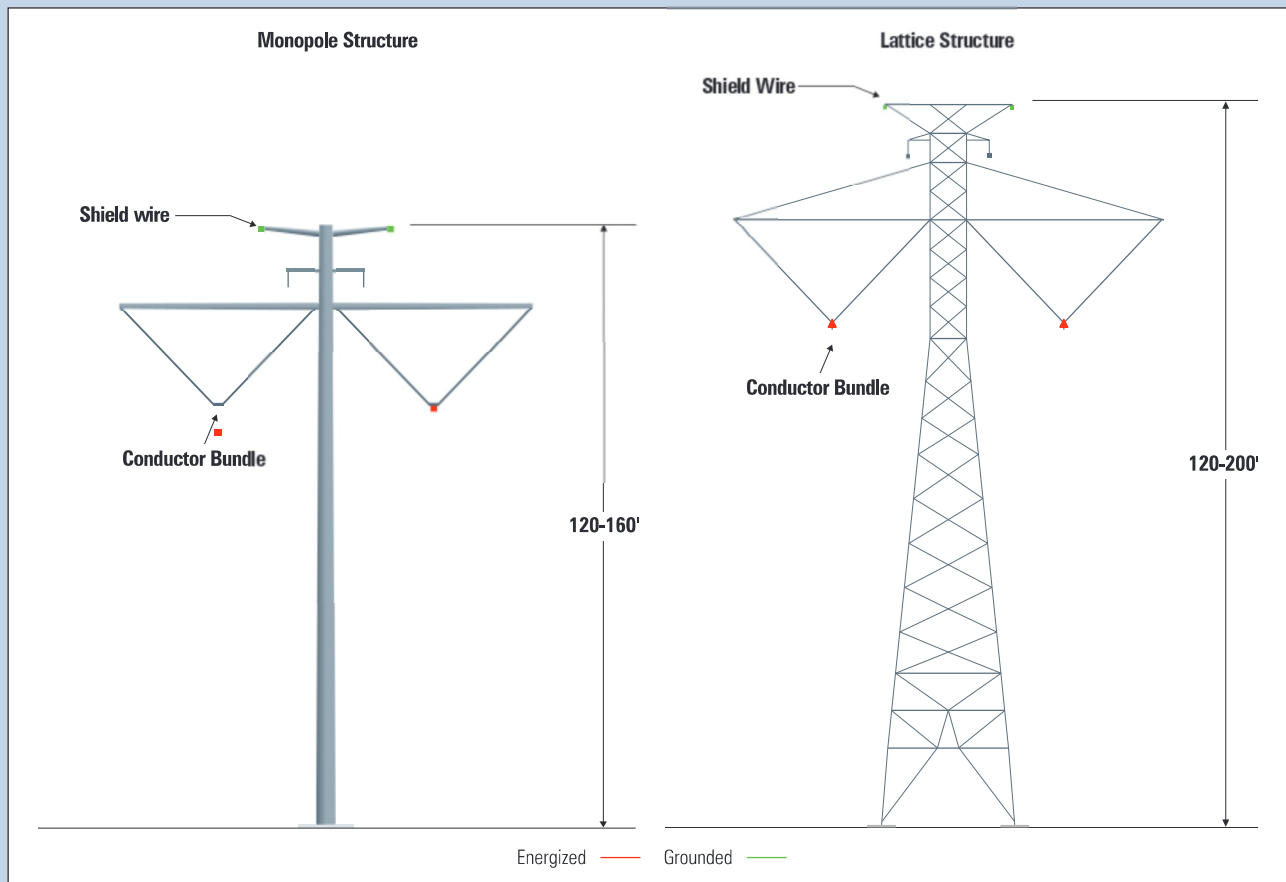 Monopole Structure
Lattice Structure
Shield Wire
Shield wire
Conductor Bundle
Conductor Bundle
120-200'
120-160'
Energized
Grounded